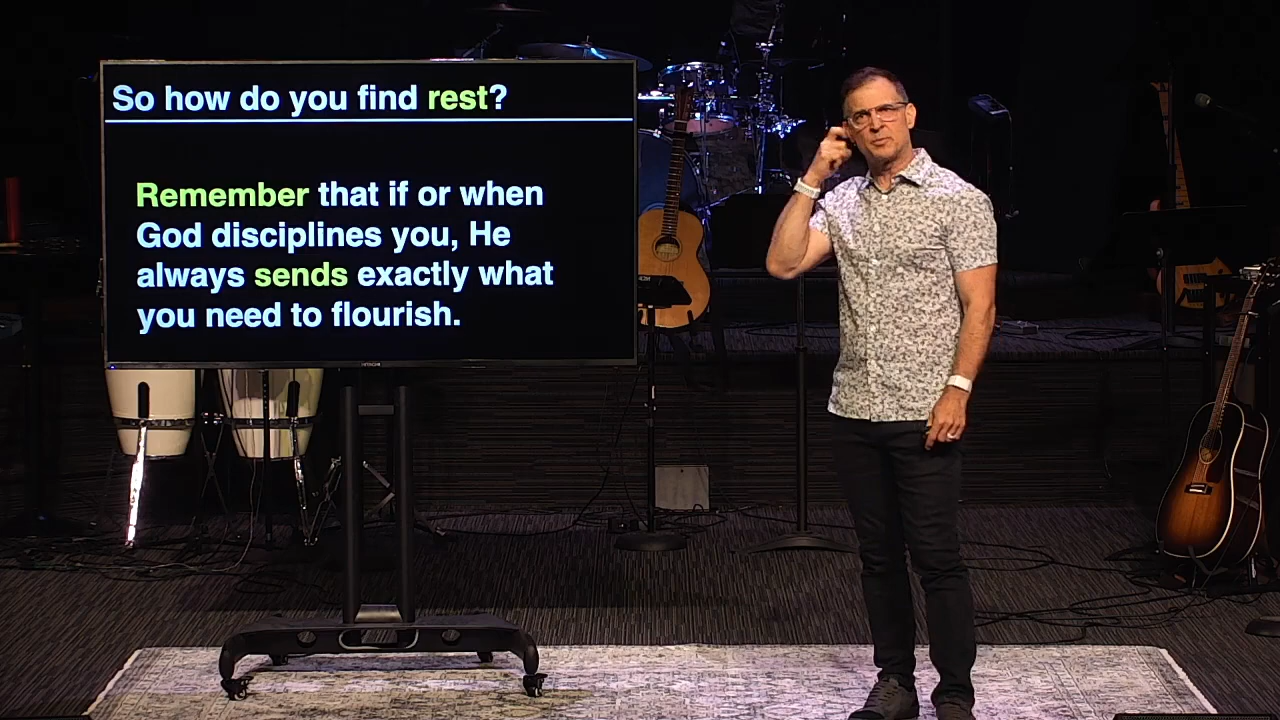 So how do you find rest?
Remember that if or when
God disciplines you, He
always sends exactly what
you need to flourish.
HITACHI